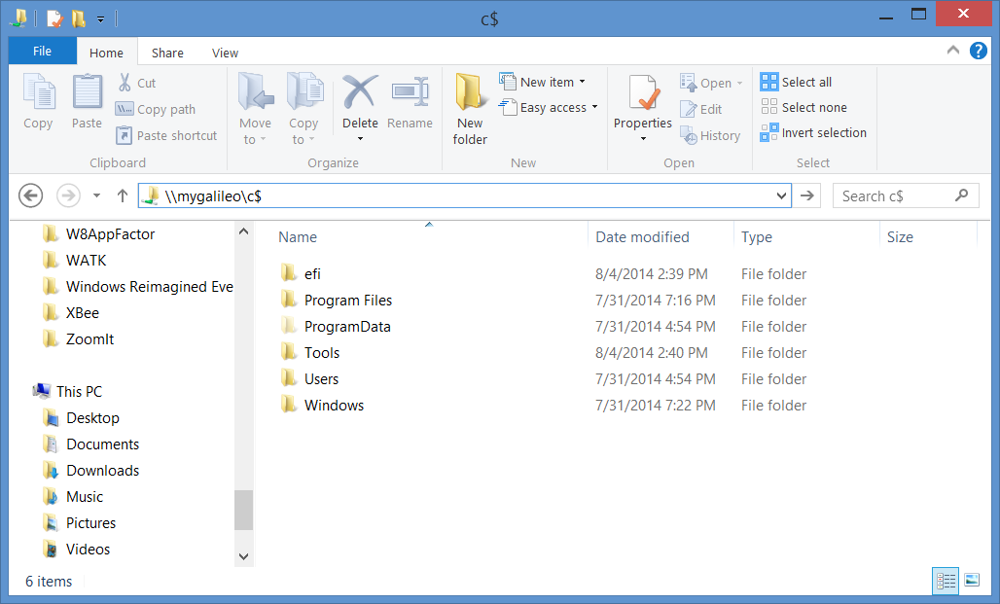 c$
File Home Share View
Copy Paste Cut
Copy path
Paste shortcut
Clipboard
Move to Copy to Delete Rename
Organize
New folder
New item
Easy access
New
Properties
Open
Edit
History
Open
Select all
Select none
Invert selection
Select
\\mygalileo\c$
Search c$
W8AppFactor
WATK
Windows Reimagined Eve
XBee
ZoomIt
This PC
Desktop
Documents
Downloads
Music
Pictures
Videos
Name Date modified Type Size
efi 8/4/2014 2:39 PM File folder
Program Files 7/31/2014 7:16 PM File folder
ProgramData 7/31/2014 4:54 PM File folder
Tools 8/4/2014 2:40 PM File folder
Users 7/31/2014 4:54 PM File folder
Windows 7/31/2014 7:22 PM File folder
6 items